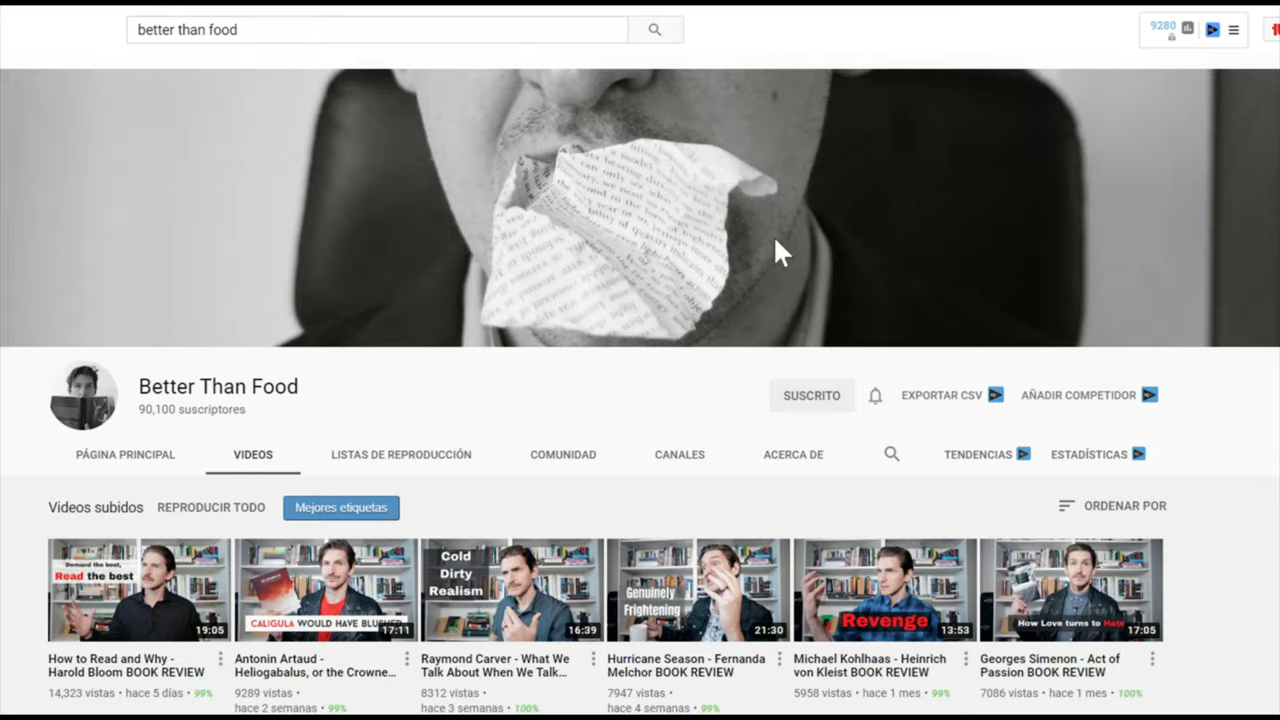 better than food
9280
Better Than Food
90,100 suscriptores
SUSCRITO
EXPORTAR CSV
AÑADIR COMPETIDOR
PÁGINA PRINCIPAL
VIDEOS
LISTAS DE REPRODUCCIÓN
COMUNIDAD
CANALES
ACERCA DE
TENDENCIAS
ESTADÍSTICAS
Videos subidos
REPRODUCIR TODO
Mejores etiquetas
ORDENAR POR
Demand the best,
Read the best
19:05
CALIGULA WOULD HAVE BLUSHED
17:11
Cold
Dirty
Realism
16:39
Genuinely
Frightening
21:30
Revenge
13:53
How Love turns to Hate
17:05
How to Read and Why -
Harold Bloom BOOK REVIEW
14,323 vistas • hace 5 días • 99%
Antonin Artaud -
Heliogabalus, or the Crowne...
9289 vistas •
hace 2 semanas • 99%
Raymond Carver - What We
Talk About When We Talk...
8312 vistas •
hace 3 semanas • 100%
Hurricane Season - Fernanda
Melchor BOOK REVIEW
7947 vistas •
hace 4 semanas • 99%
Michael Kohlhaas - Heinrich
von Kleist BOOK REVIEW
5958 vistas • hace 1 mes • 99%
Georges Simenon - Act of
Passion BOOK REVIEW
7086 vistas • hace 1 mes • 100%